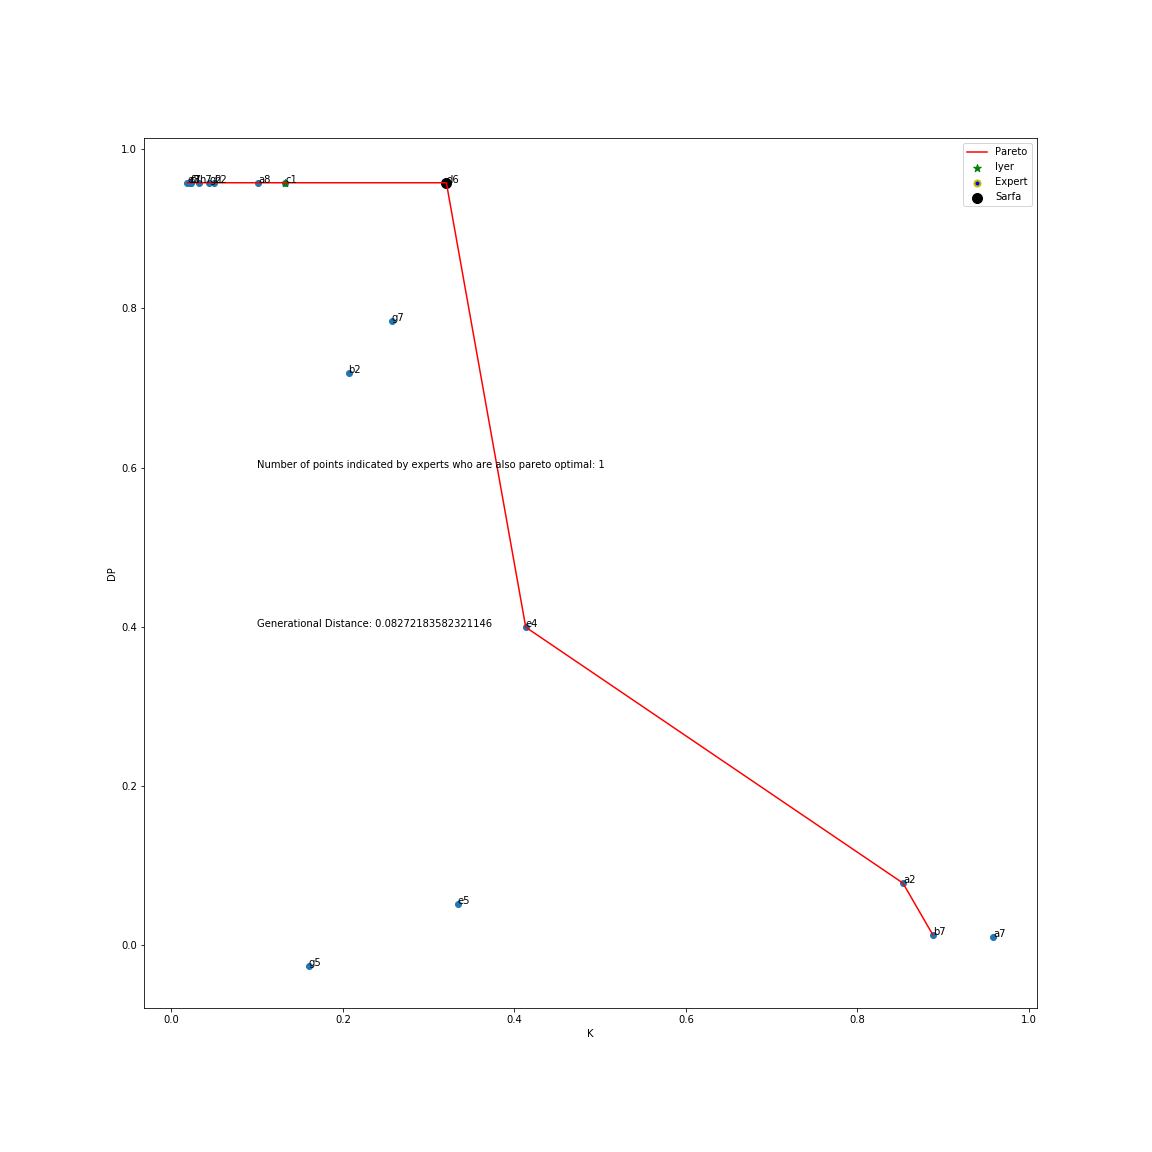 1.0
Pareto
Iyer
Expert
Sarfa
a8
c1
d6
0.8
g7
b2
0.6
Number of points indicated by experts who are also pareto optimal: 1
DP
0.4
Generational Distance: 0.08272183582321146
e4
0.2
a2
e5
b7
a7
0.0
g5
0.0
0.2
0.4
0.6
0.8
1.0
K